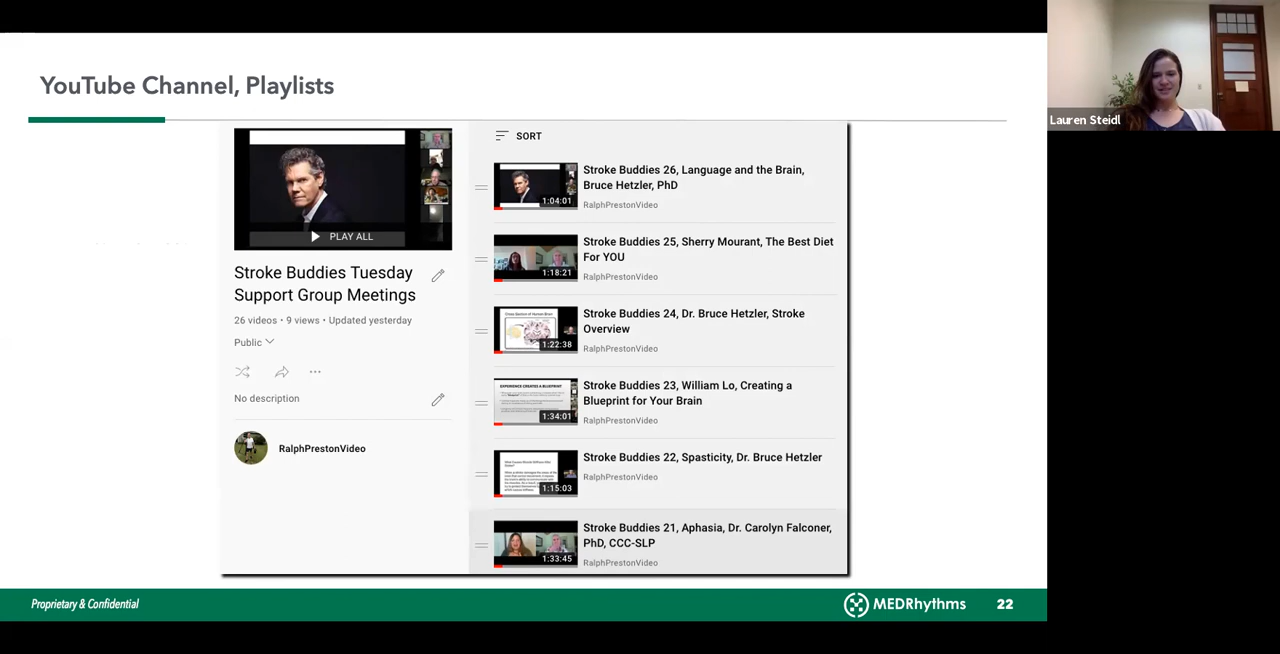 YouTube Channel, Playlists
Lauren Steidl
PLAY ALL
Stroke Buddies Tuesday
Support Group Meetings
26 videos • 9 views • Updated yesterday
Public
No description
RalphPrestonVideo
SORT
1:04:01
Stroke Buddies 26, Language and the Brain,
Bruce Hetzler, PhD
RalphPrestonVideo
1:18:21
Stroke Buddies 25, Sherry Mourant, The Best Diet
For YOU
RalphPrestonVideo
1:22:38
Stroke Buddies 24, Dr. Bruce Hetzler, Stroke
Overview
RalphPrestonVideo
EXPERIENCE CREATES A BLUEPRINT
1:34:01
Stroke Buddies 23, William Lo, Creating a
Blueprint for Your Brain
RalphPrestonVideo
1:15:03
Stroke Buddies 22, Spasticity, Dr. Bruce Hetzler
RalphPrestonVideo
1:33:45
Stroke Buddies 21, Aphasia, Dr. Carolyn Falconer,
PhD, CCC-SLP
RalphPrestonVideo
Proprietary & Confidential
MEDRhythms
22